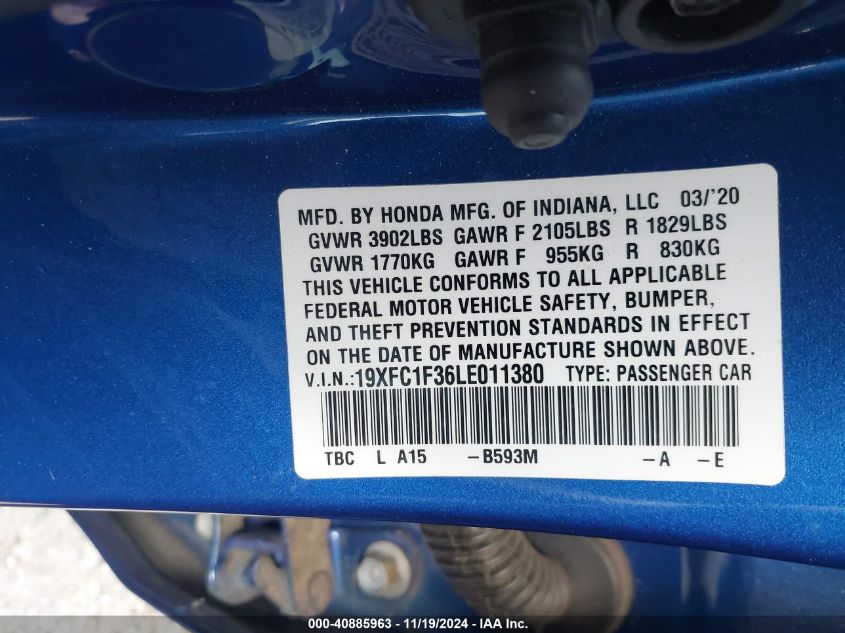 MFD. BY HONDA MFG. OF INDIANA, LLC 03/'20
GVWR 3902LBS GAWR F 2105LBS R 1829LBS
GVWR 1770KG GAWR F 955KG R 830KG
THIS VEHICLE CONFORMS TO ALL APPLICABLE
FEDERAL MOTOR VEHICLE SAFETY, BUMPER,
AND THEFT PREVENTION STANDARDS IN EFFECT
ON THE DATE OF MANUFACTURE SHOWN ABOVE.
V.I.N.:19XFC1F36LE011380 TYPE: PASSENGER CAR
TBC L A15 -B593M -A -E
000-40885963 - 11/19/2024 - IAAI.com